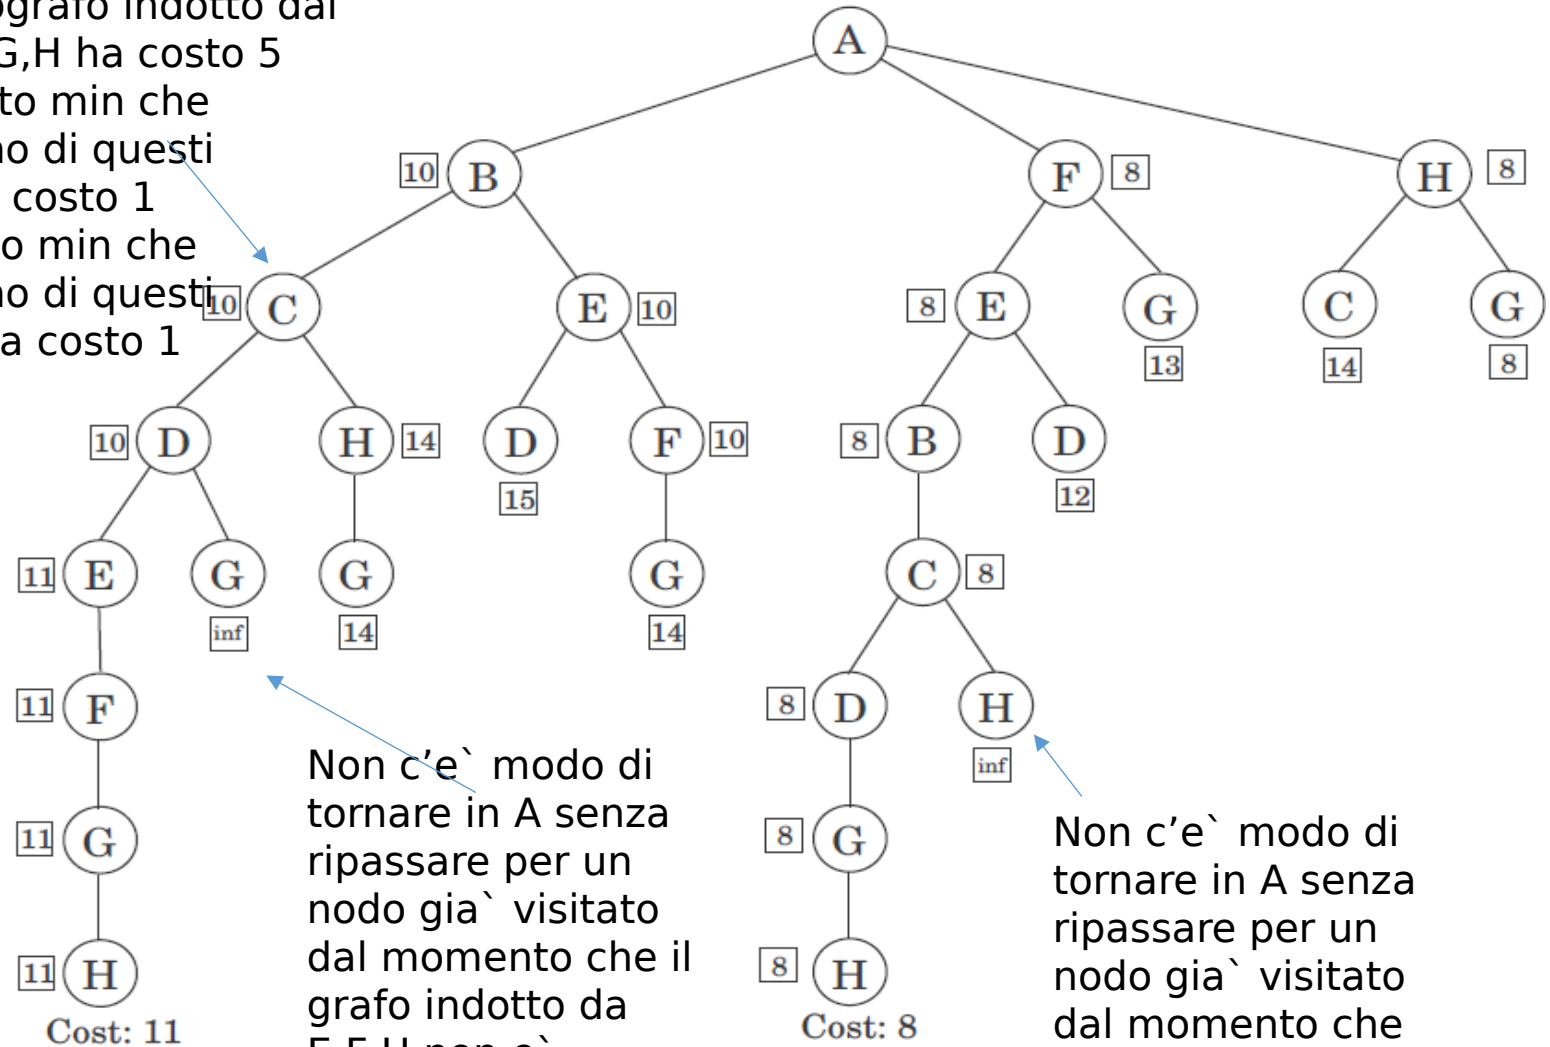 ografo indotto dal
G,H ha costo 5
to min che
no di questi
costo 1
o min che
no di questi
a costo 1
A
10 B
F 8
H 8
10 C
E 10
8 E
G
13
C
14
G
8
10 D
H 14
D
15
F 10
8 B
D
12
11 E
G
inf
G
14
G
14
C 8
11 F
8 D
H
inf
Non c’e` modo di
tornare in A senza
ripassare per un
nodo gia` visitato
dal momento che il
grafo indotto da
E,F,H non e`
11 G
8 G
Non c’e` modo di
tornare in A senza
ripassare per un
nodo gia` visitato
dal momento che
11 H
Cost: 11
8 H
Cost: 8